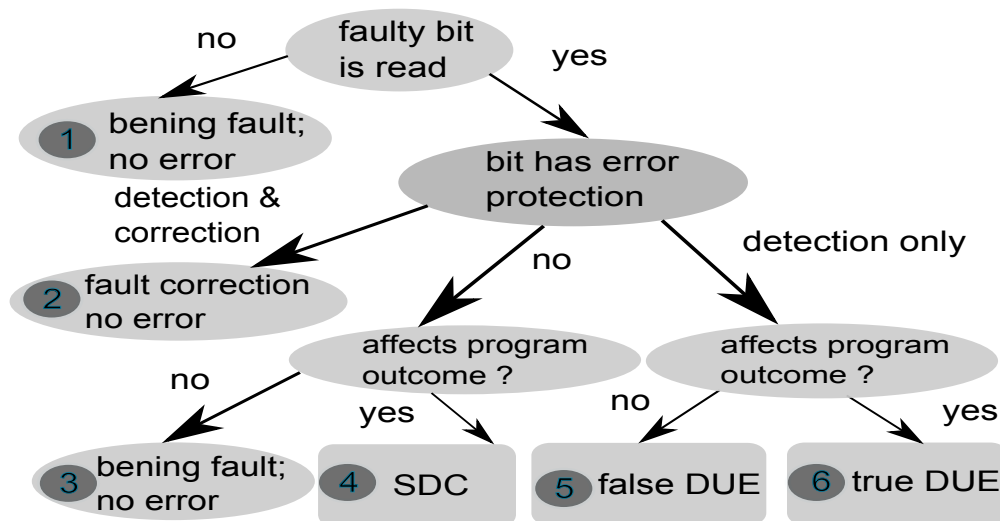 faulty bit
is read
no
yes
1
bening fault;
no error
bit has error
protection
detection &
correction
detection only
no
2
fault correction
no error
affects program
outcome ?
affects program
outcome ?
no
yes
no
yes
3
bening fault;
no error
4
SDC
5
false DUE
6
true DUE